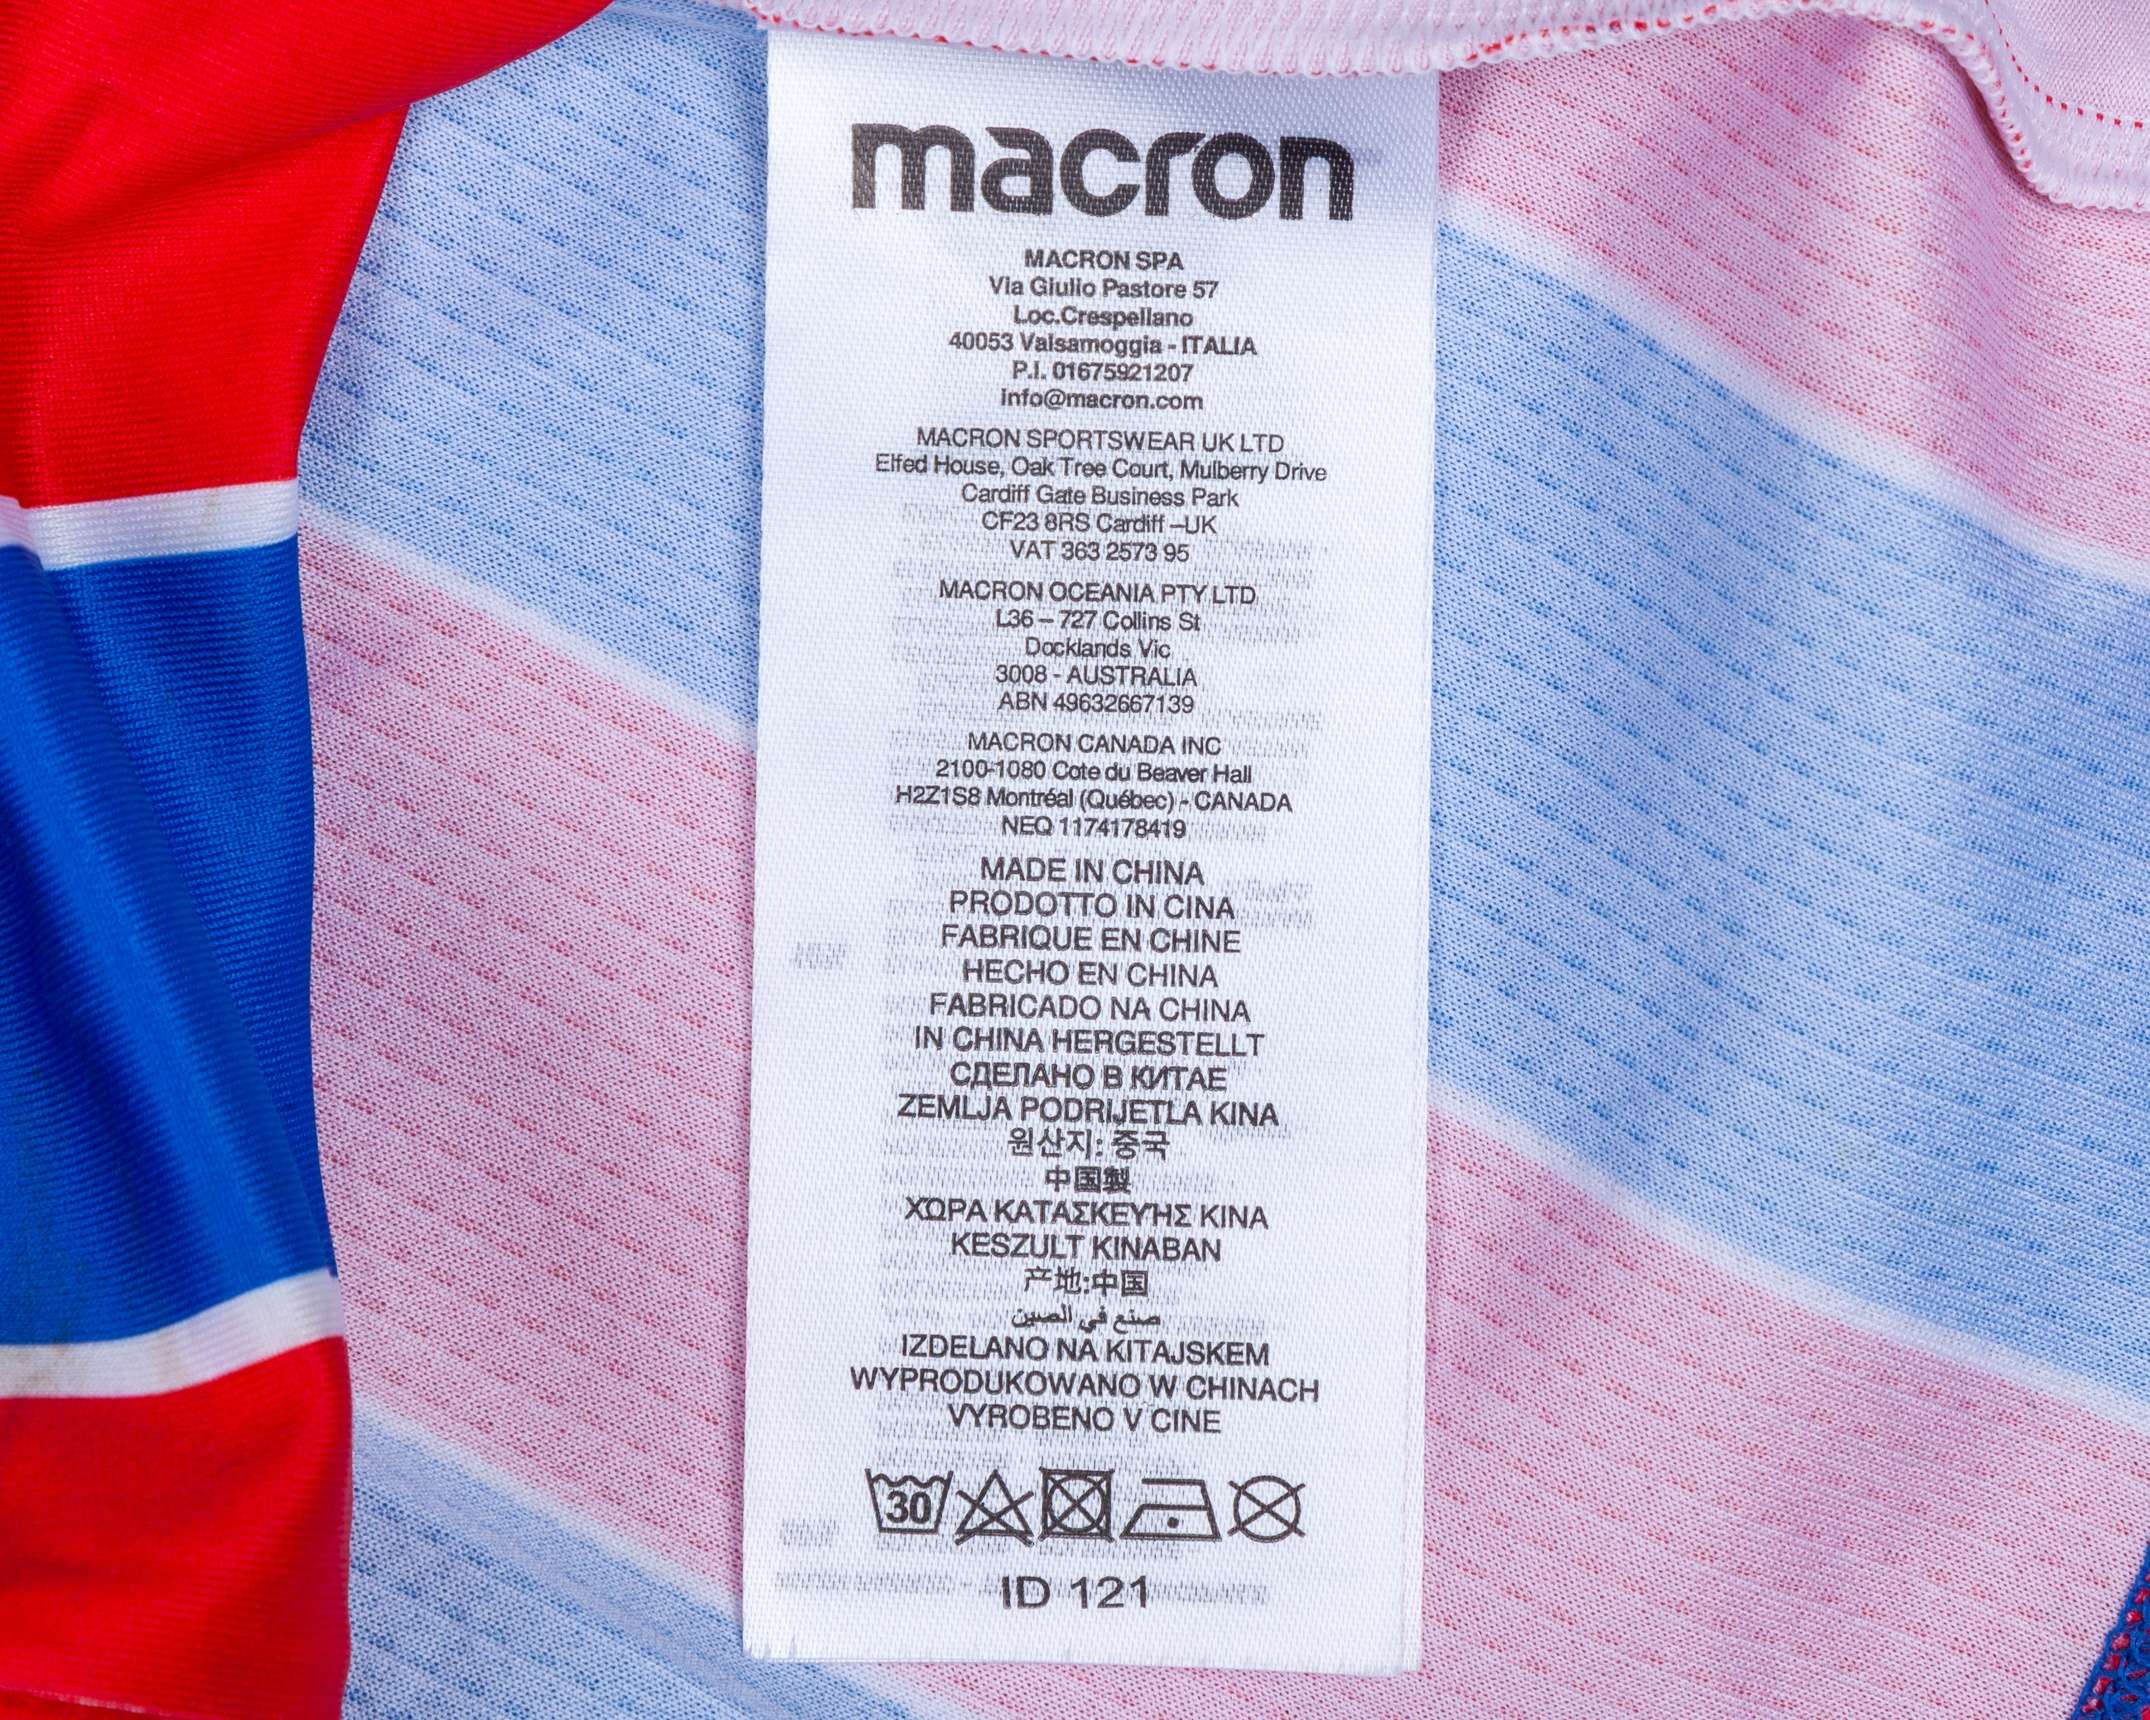 macron
MACRON SPA
Via Giulio Pastore 57
Loc.Crespellano
40053 Valsamoggia - ITALIA
P.I. 01675921207
info@macron.com
MACRON SPORTSWEAR UK LTD
Elfed House, Oak Tree Court, Mulberry Drive
Cardiff Gate Business Park
CF23 8RS Cardiff –UK
VAT 363 2573 95
MACRON OCEANIA PTY LTD
L36 – 727 Collins St
Docklands Vic
3008 - AUSTRALIA
ABN 49632667139
MACRON CANADA INC
2100-1080 Cote du Beaver Hall
H2Z1S8 Montréal (Québec) - CANADA
NEQ 1174178419
MADE IN CHINA
PRODOTTO IN CINA
FABRIQUE EN CHINE
HECHO EN CHINA
FABRICADO NA CHINA
IN CHINA HERGESTELLT
СДЕЛАНО В КИТАЕ
ZEMLJA PODRIJETLA KINA
원산지: 중국
中国製
ΧΏΡΑ ΚΑΤΑΣΚΕΥΉΣ KINA
KESZULT KINABAN
产地:中国
صنع في الصين
IZDELANO NA KITAJSKEM
WYPRODUKOWANO W CHINACH
VYROBENO V CINE
30
ID 121